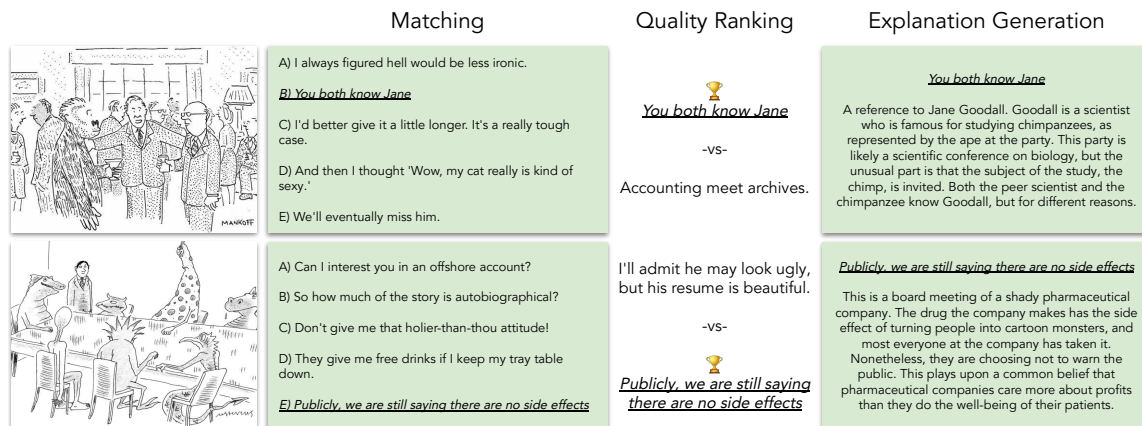 Matching
Quality Ranking
Explanation Generation
A) I always figured hell would be less ironic.
B) You both know Jane
C) I'd better give it a little longer. It's a really tough
case.
D) And then I thought 'Wow, my cat really is kind of
sexy.'
E) We'll eventually miss him.
You both know Jane
-vs-
Accounting meet archives.
You both know Jane
A reference to Jane Goodall. Goodall is a scientist
who is famous for studying chimpanzees, as
represented by the ape at the party. This party
is likely a scientific conference on biology, but the
unusual part is that the subject of the study, the
chimp, is invited. Both the peer scientist and the
chimpanzee know Goodall, but for different reasons.
MANKOFF
A) Can I interest you in an offshore account?
B) So how much of the story is autobiographical?
C) Don't give me that holier-than-thou attitude!
D) They give me free drinks if I keep my tray table
down.
E) Publicly, we are still saying there are no side effects
I'll admit he may look ugly,
but his resume is beautiful.
-vs-
Publicly, we are still saying
there are no side effects
Publicly, we are still saying there are no side effects
This is a board meeting of a shady pharmaceutical
company. The drug the company makes has the side
effect of turning people into cartoon monsters, and
most everyone at the company has taken it.
Nonetheless, they are choosing not to warn the
public. This plays upon a common belief that
pharmaceutical companies care more about profits
than they do the well-being of their patients.